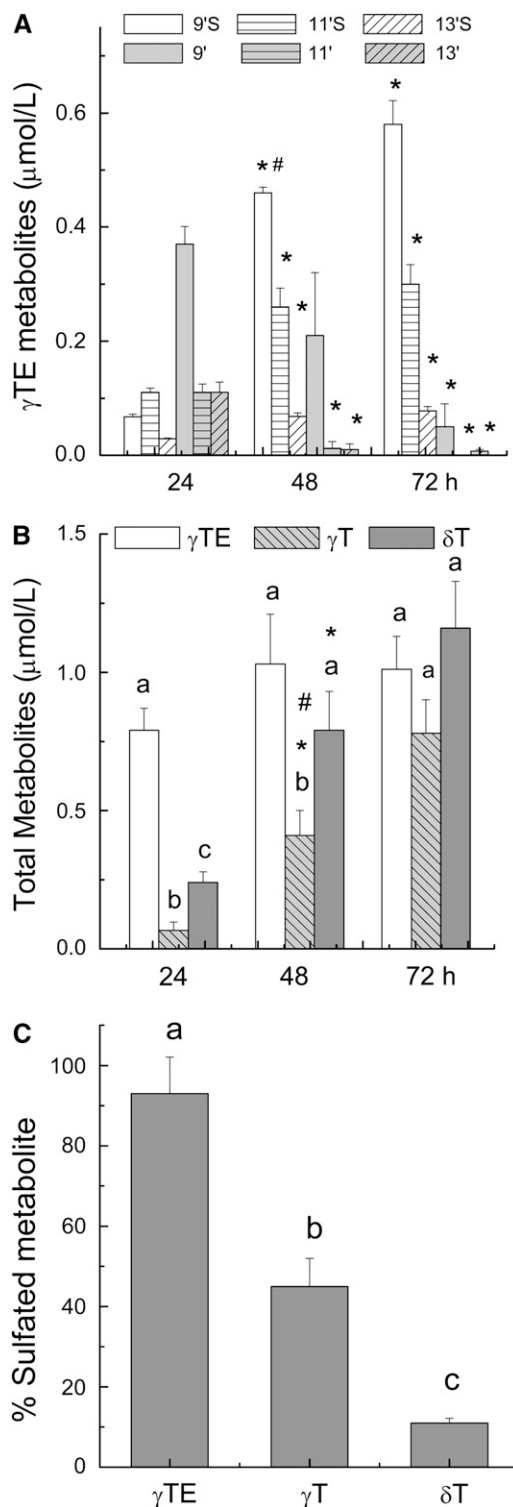 A
9'S 11'S 13'S
9' 11' 13'
γTE metabolites (μmol/L)
0.6
0.4
0.2
0.0
* # * * * *
* * * * * *
24 48 72 h
B
γTE γT δT
Total Metabolites (μmol/L)
1.5
1.0
0.5
0.0
a
b
c
a
#
*
b
*
a
a
a
a
24 48 72 h
C
% Sulfated metabolite
100
80
60
40
20
0
a
b
c
γTE γT δT